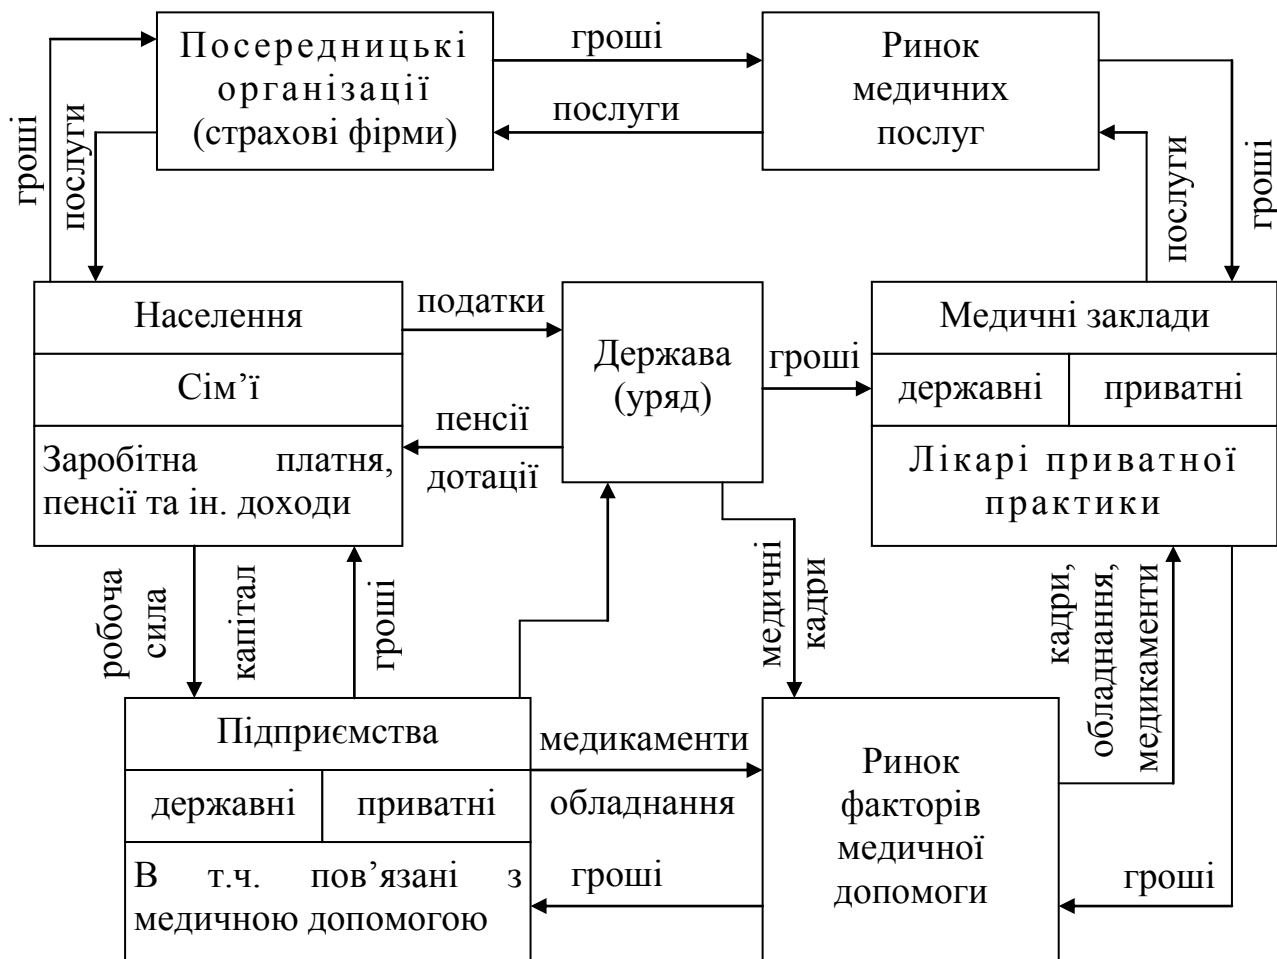 Посередницькі
організації
(страхові фірми)
гроші
послуги
Ринок
медичних
послуг
гроші
послуги
послуги
гроші
Населення
Сім’ї
Заробітна платня,
пенсії та ін. доходи
податки
пенсії
дотації
Держава
(уряд)
гроші
Медичні заклади
державні
приватні
Лікарі приватної
практики
робоча
сила
капітал
гроші
медичні
кадри
кадри,
обладнання,
медикаменти
Підприємства
державні
приватні
В т.ч. пов’язані з
медичною допомогою
медикаменти
обладнання
гроші
Ринок
факторів
медичної
допомоги
гроші